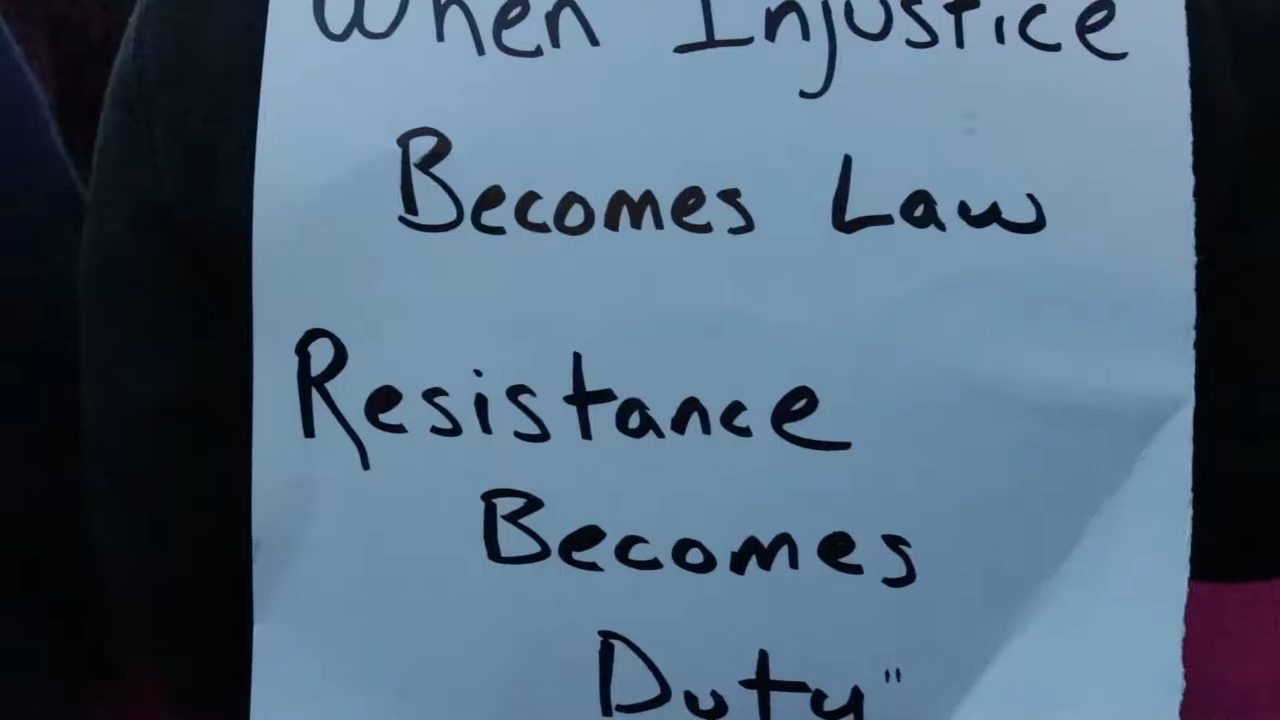 When Injustice
Becomes Law
Resistance
Becomes
Duty"